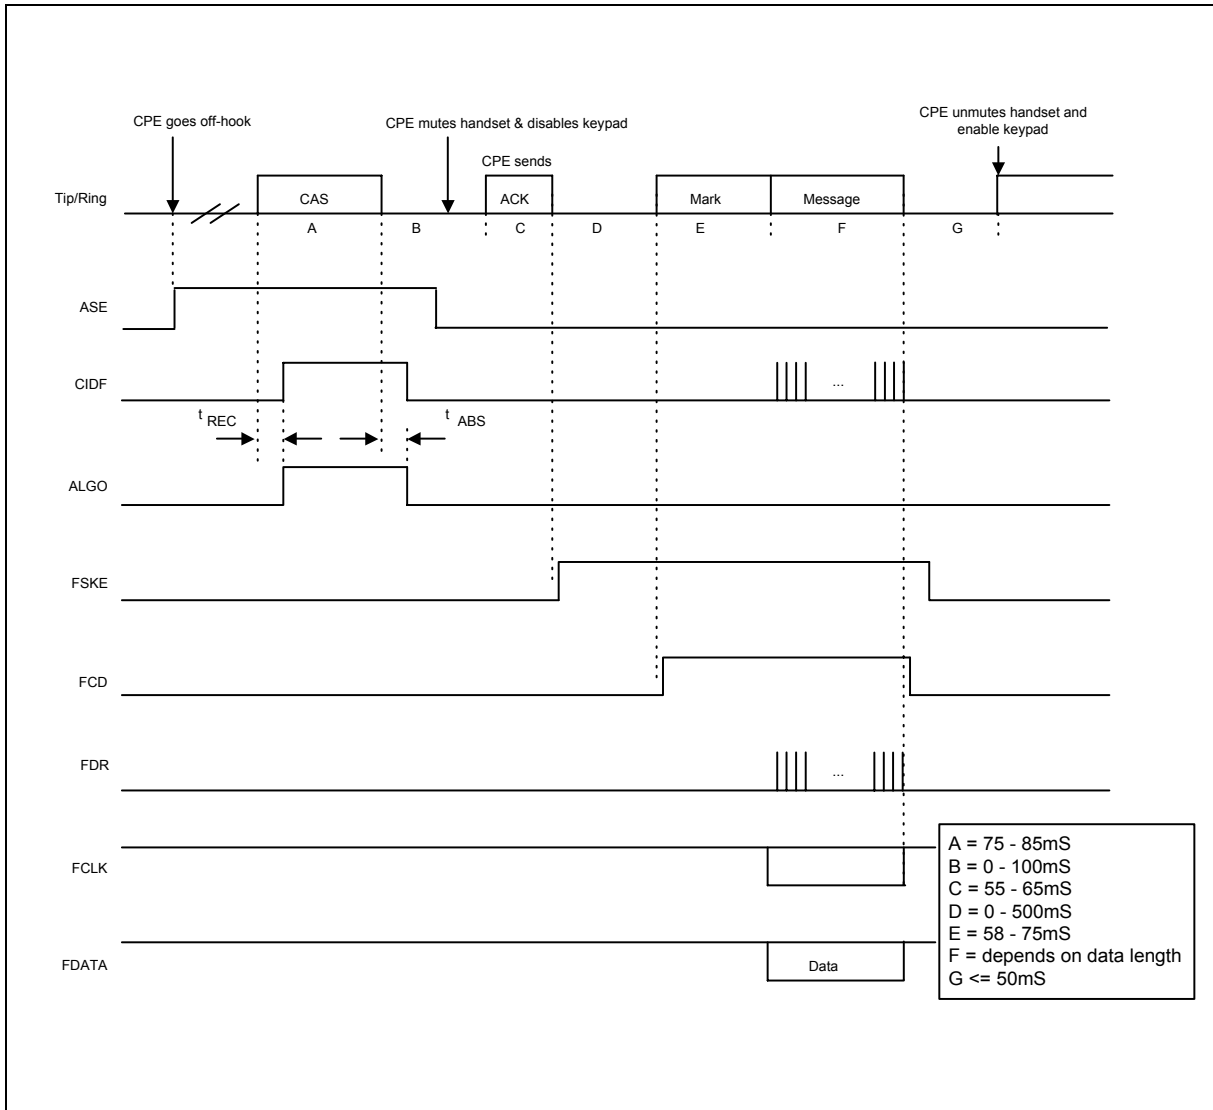 CPE goes off-hook
CPE mutes handset & disables keypad
CPE unmutes handset and
enable keypad
CPE sends
Tip/Ring
CAS
ACK
Mark
Message
A
B
C
D
E
F
G
ASE
CIDF
...
t REC
t ABS
ALGO
FSKE
FCD
FDR
...
FCLK
FDATA
Data
A = 75 - 85mS
B = 0 - 100mS
C = 55 - 65mS
D = 0 - 500mS
E = 58 - 75mS
F = depends on data length
G <= 50mS